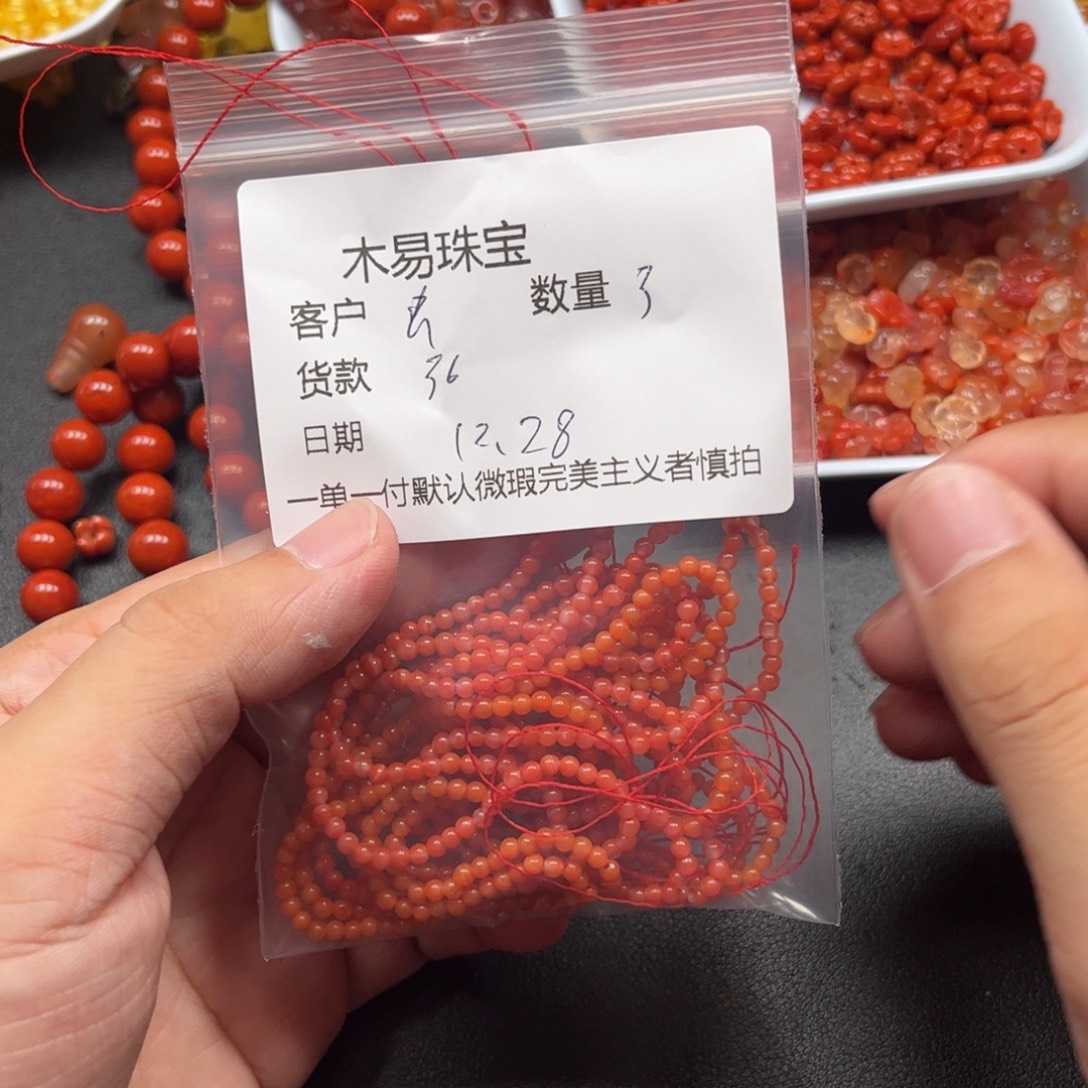 木易珠宝
客户 数量 3
货款 36
日期 12.28
一单一付默认微瑕完美主义者慎拍